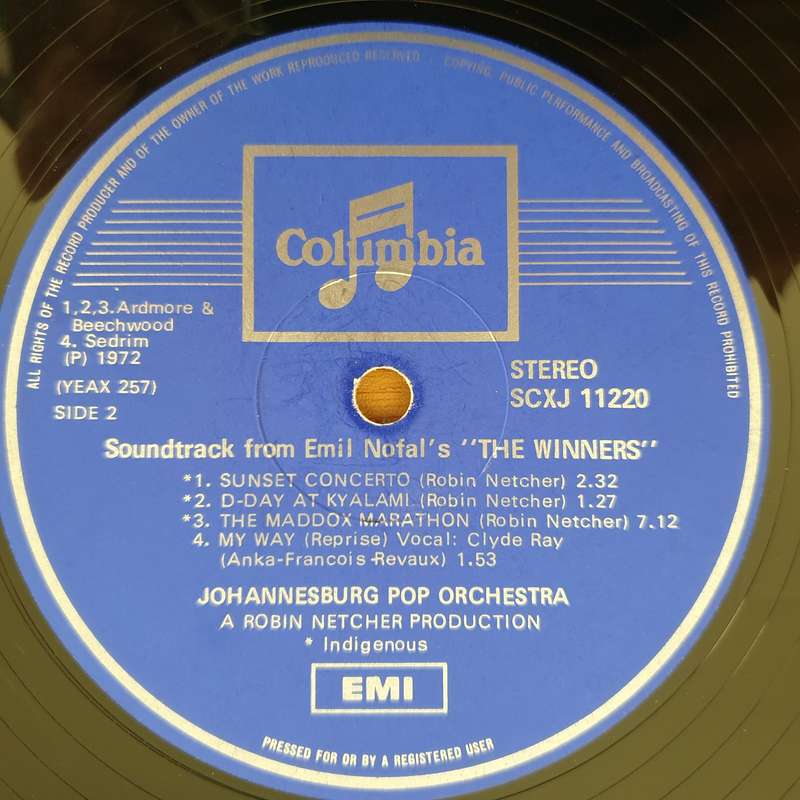 ALL RIGHTS OF THE RECORD PRODUCER AND OF THE OWNER OF THE WORK REPRODUCED RESERVED · COPYING, PUBLIC PERFORMANCE AND BROADCASTING OF THIS RECORD PROHIBITED
Columbia
1,2,3.Ardmore &
Beechwood
4. Sedrim
(P) 1972
(YEAX 257)
SIDE 2
STEREO
SCXJ 11220
Soundtrack from Emil Nofal's "THE WINNERS"
*1. SUNSET CONCERTO (Robin Netcher) 2.32
*2. D-DAY AT KYALAMI (Robin Netcher) 1.27
*3. THE MADDOX MARATHON (Robin Netcher) 7.12
4. MY WAY (Reprise) Vocal: Clyde Ray
(Anka-Francois-Revaux) 1.53
JOHANNESBURG POP ORCHESTRA
A ROBIN NETCHER PRODUCTION
* Indigenous
EMI
PRESSED FOR OR BY A REGISTERED USER